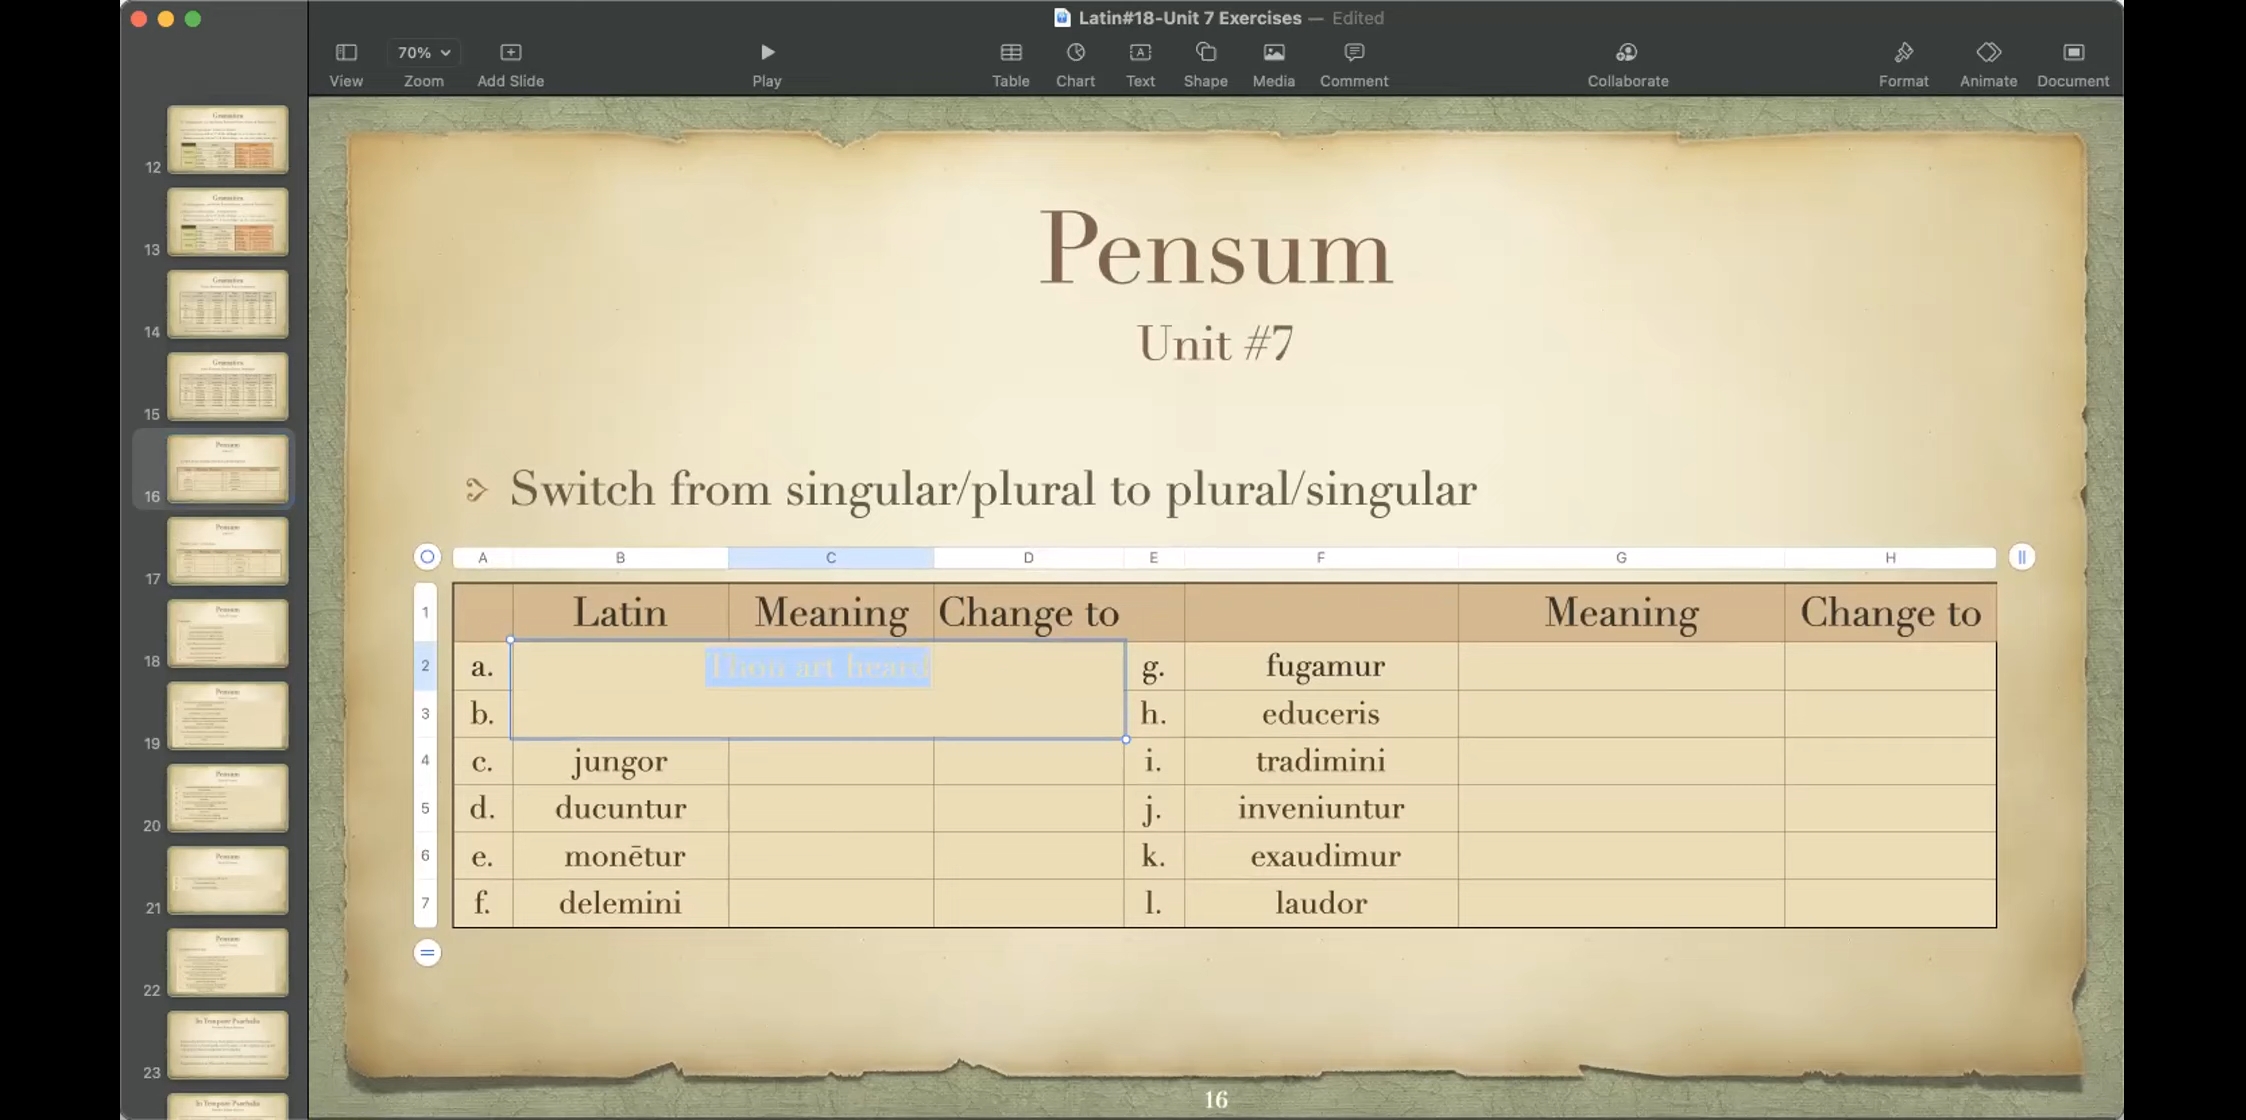 Latin#18-Unit 7 Exercises — Edited
70%
View Zoom Add Slide Play Table Chart Text Shape Media Comment Collaborate Format Animate Document
12
13
14
15
16
17
18
19
20
21
22
23
Pensum
Unit #7
Switch from singular/plural to plural/singular
A B C D E F G H
1 Latin Meaning Change to Meaning Change to
2 a. Thou art heard g. fugamur
3 b. h. educeris
4 c. jungor i. tradimini
5 d. ducuntur j. inveniuntur
6 e. monētur k. exaudimur
7 f. delemini l. laudor
16